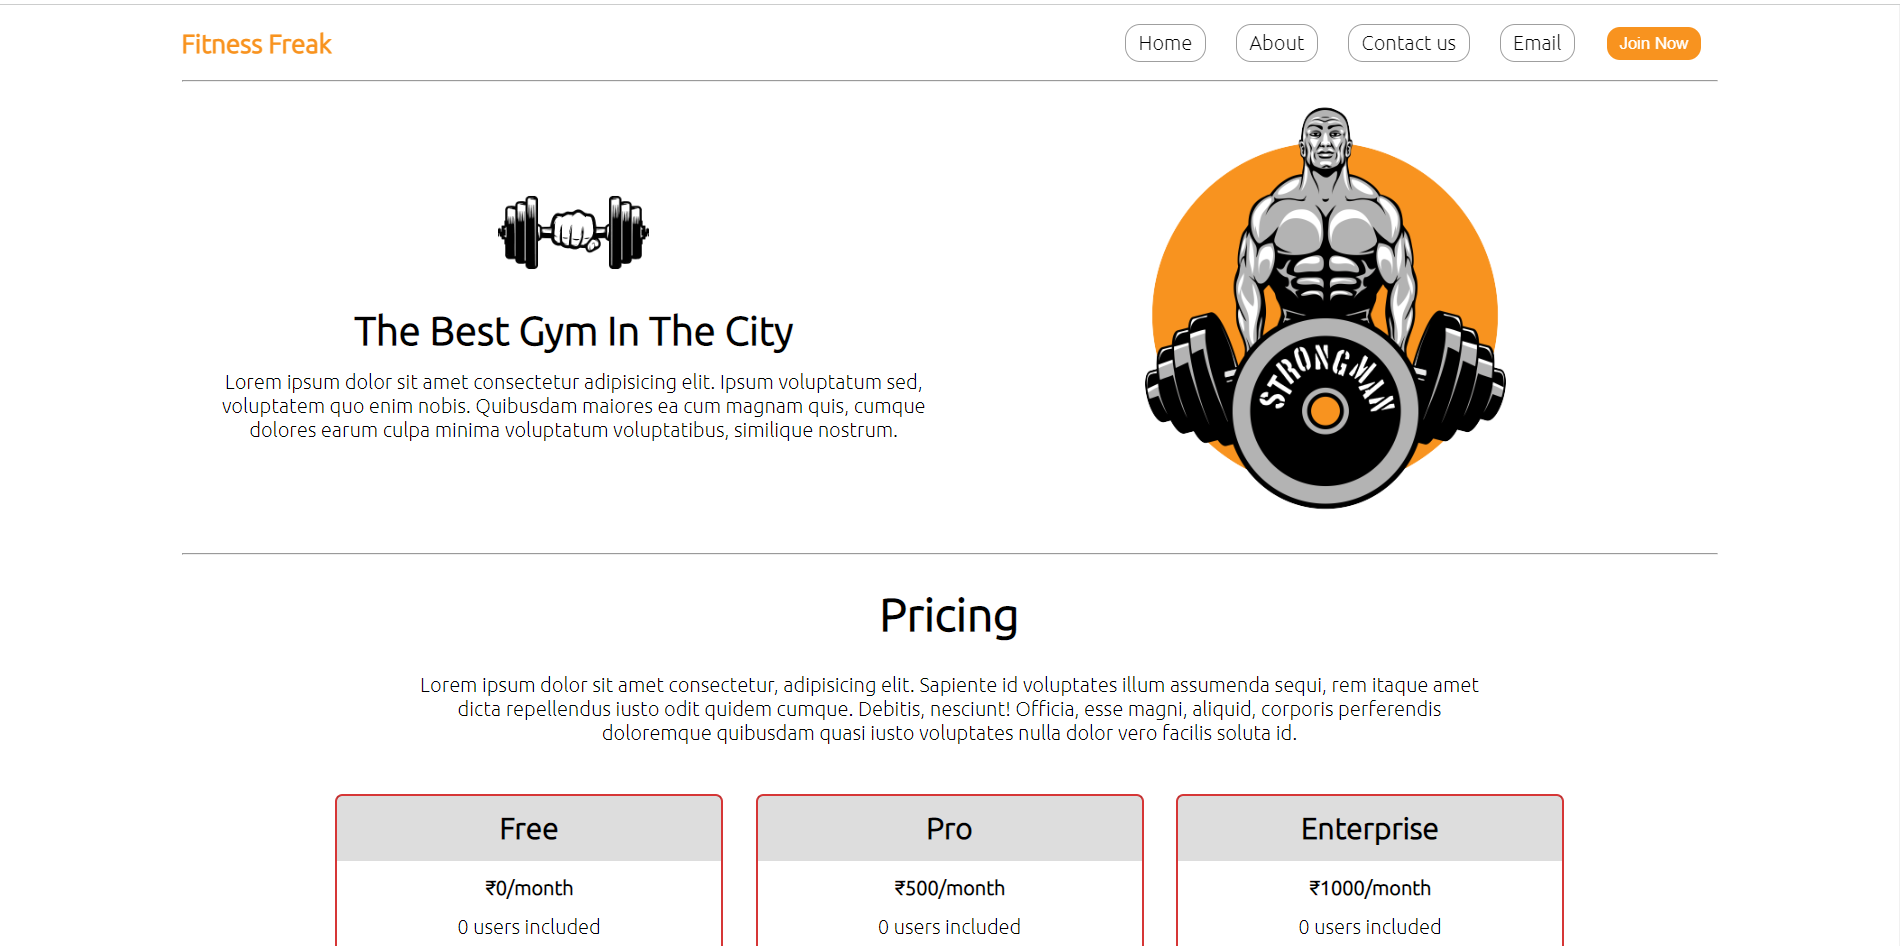 Fitness Freak
Home
About
Contact us
Email
Join Now
STRONGMAN
The Best Gym In The City
Lorem ipsum dolor sit amet consectetur adipisicing elit. Ipsum voluptatum sed,
voluptatem quo enim nobis. Quibusdam maiores ea cum magnam quis, cumque
dolores earum culpa minima voluptatum voluptatibus, similique nostrum.
Pricing
Lorem ipsum dolor sit amet consectetur, adipisicing elit. Sapiente id voluptates illum assumenda sequi, rem itaque amet
dicta repellendus iusto odit quidem cumque. Debitis, nesciunt! Officia, esse magni, aliquid, corporis perferendis
doloremque quibusdam quasi iusto voluptates nulla dolor vero facilis soluta id.
Free
₹0/month
0 users included
Pro
₹500/month
0 users included
Enterprise
₹1000/month
0 users included